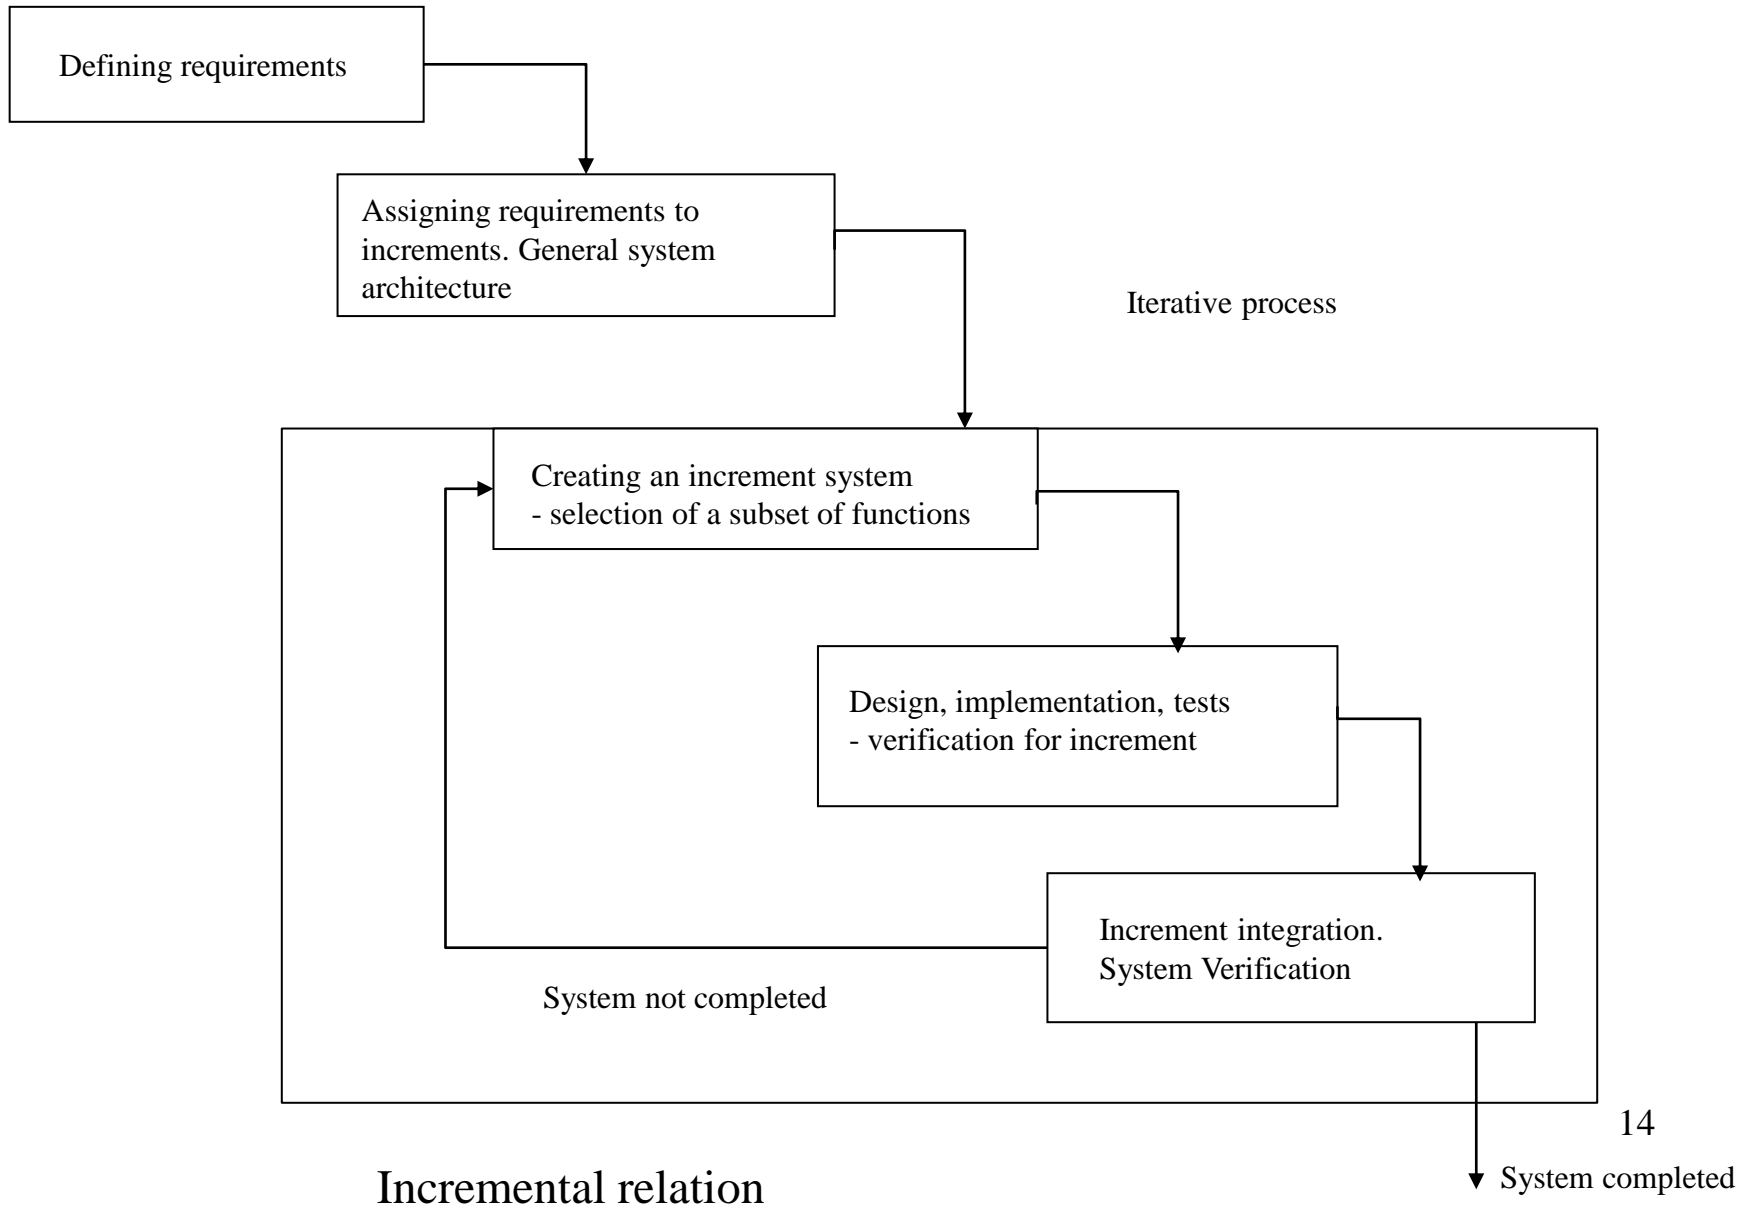 Defining requirements
Assigning requirements to
increments. General system
architecture
Iterative process
Creating an increment system
- selection of a subset of functions
Design, implementation, tests
- verification for increment
Increment integration.
System Verification
System not completed
14
System completed
Incremental relation